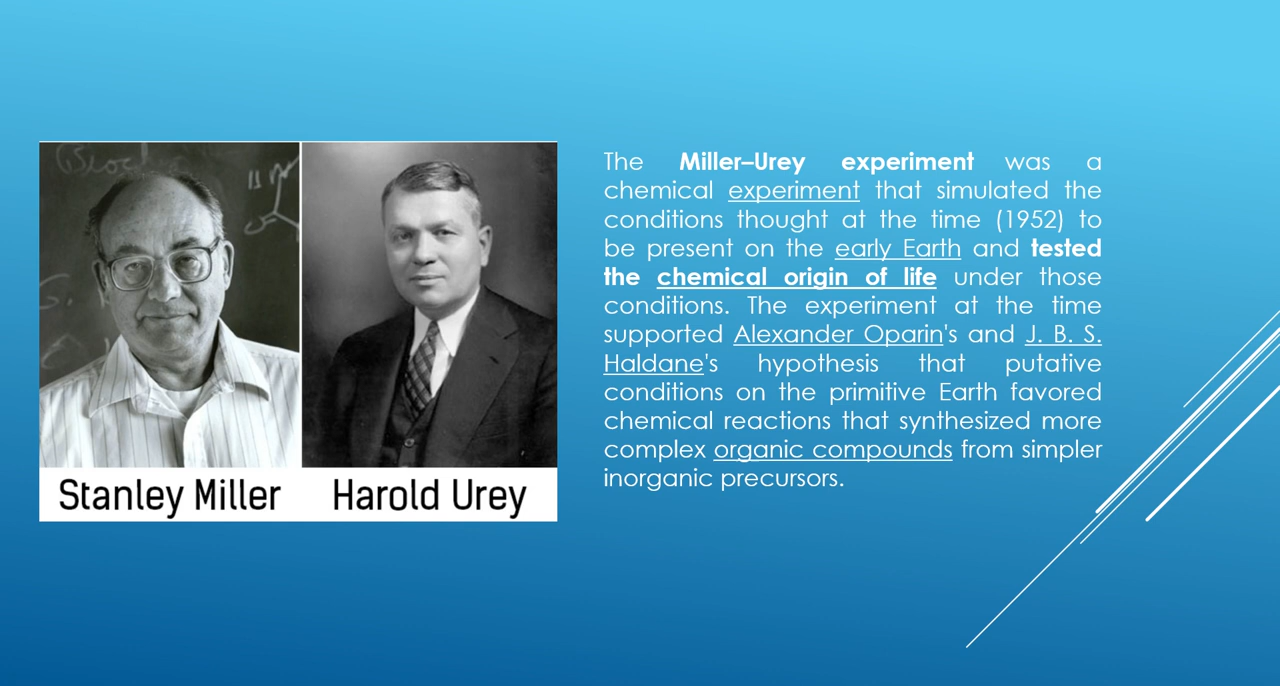 Stanley Miller
Harold Urey
The Miller–Urey experiment was a
chemical experiment that simulated the
conditions thought at the time (1952) to
be present on the early Earth and tested
the chemical origin of life under those
conditions. The experiment at the time
supported Alexander Oparin's and J. B. S.
Haldane's hypothesis that putative
conditions on the primitive Earth favored
chemical reactions that synthesized more
complex organic compounds from simpler
inorganic precursors.